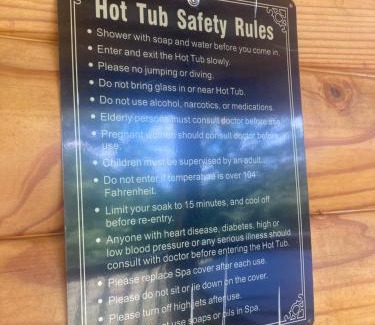 Hot Tub Safety Rules
• Shower with soap and water before you come in.
• Enter and exit the Hot Tub slowly.
• Please no jumping or diving.
• Do not bring glass in or near Hot Tub.
• Do not use alcohol, narcotics, or medications.
• Elderly persons must consult doctor before use.
• Pregnant women should consult doctor before
use.
• Children must be supervised by an adult.
• Do not enter if temperature is over 104
Fahrenheit.
• Limit your soak to 15 minutes, and cool off
before re-entry.
• Anyone with heart disease, diabetes, high or
low blood pressure or any serious illness should
consult with doctor before entering the Hot Tub.
• Please replace Spa cover after each use.
• Please do not sit or lie down on the cover.
• Please turn off high jets after use.
use soaps or oils in Spa.